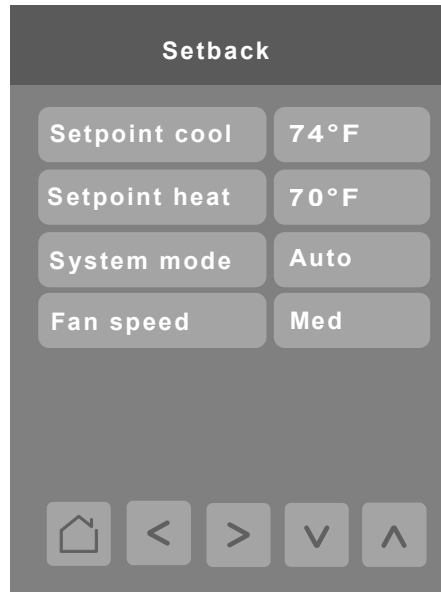 Setback
Setpoint cool 74°F
Setpoint heat 70°F
System mode Auto
Fan speed Med